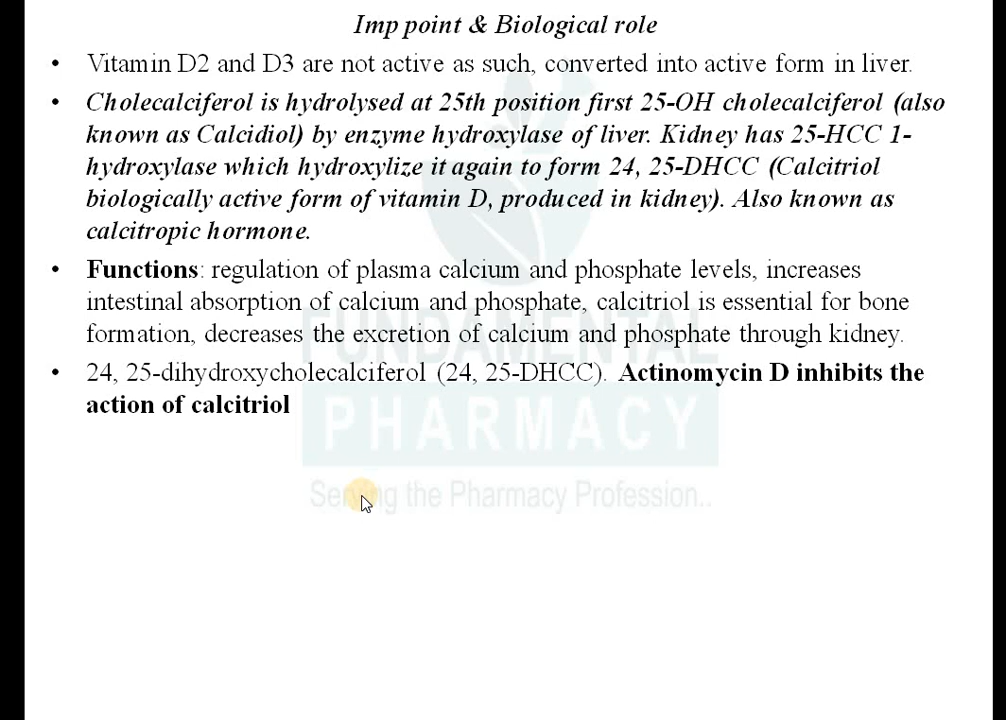 Imp point & Biological role
• Vitamin D2 and D3 are not active as such, converted into active form in liver.
• Cholecalciferol is hydrolysed at 25th position first 25-OH cholecalciferol (also
known as Calcidiol) by enzyme hydroxylase of liver. Kidney has 25-HCC 1-
hydroxylase which hydroxylize it again to form 24, 25-DHCC (Calcitriol
biologically active form of vitamin D, produced in kidney). Also known as
calcitropic hormone.
• Functions: regulation of plasma calcium and phosphate levels, increases
intestinal absorption of calcium and phosphate, calcitriol is essential for bone
formation, decreases the excretion of calcium and phosphate through kidney.
• 24, 25-dihydroxycholecalciferol (24, 25-DHCC). Actinomycin D inhibits the
action of calcitriol
FUNDAMENTAL
PHARMACY
Serving the Pharmacy Profession..